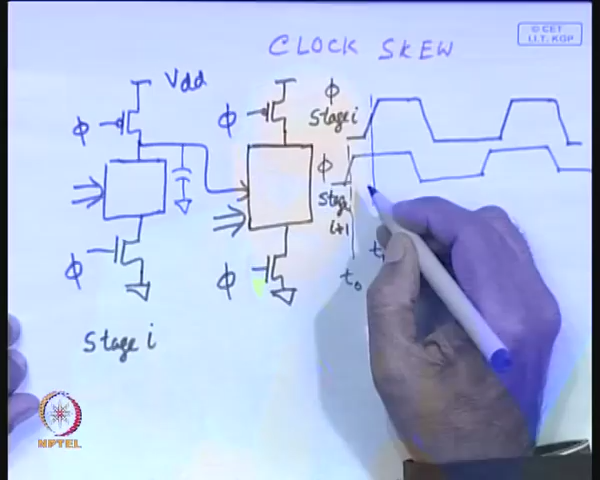 © CET
I.I.T. KGP
CLOCK SKEW
Vdd
ϕ
ϕ
ϕ
Stage i
ϕ
Stage
i+1
ϕ
ϕ
t₀
Stage i
NPTEL